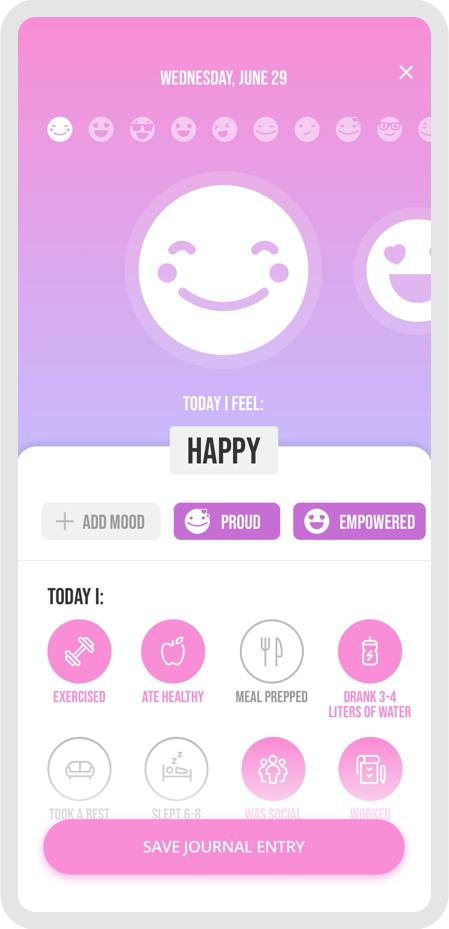 WEDNESDAY, JUNE 29
TODAY I FEEL:
HAPPY
ADD MOOD
PROUD
EMPOWERED
TODAY I:
EXERCISED
ATE HEALTHY
MEAL PREPPED
DRANK 3-4
LITERS OF WATER
TOOK A REST
SLEPT 6-8
WAS SOCIAL
WORKED
SAVE JOURNAL ENTRY